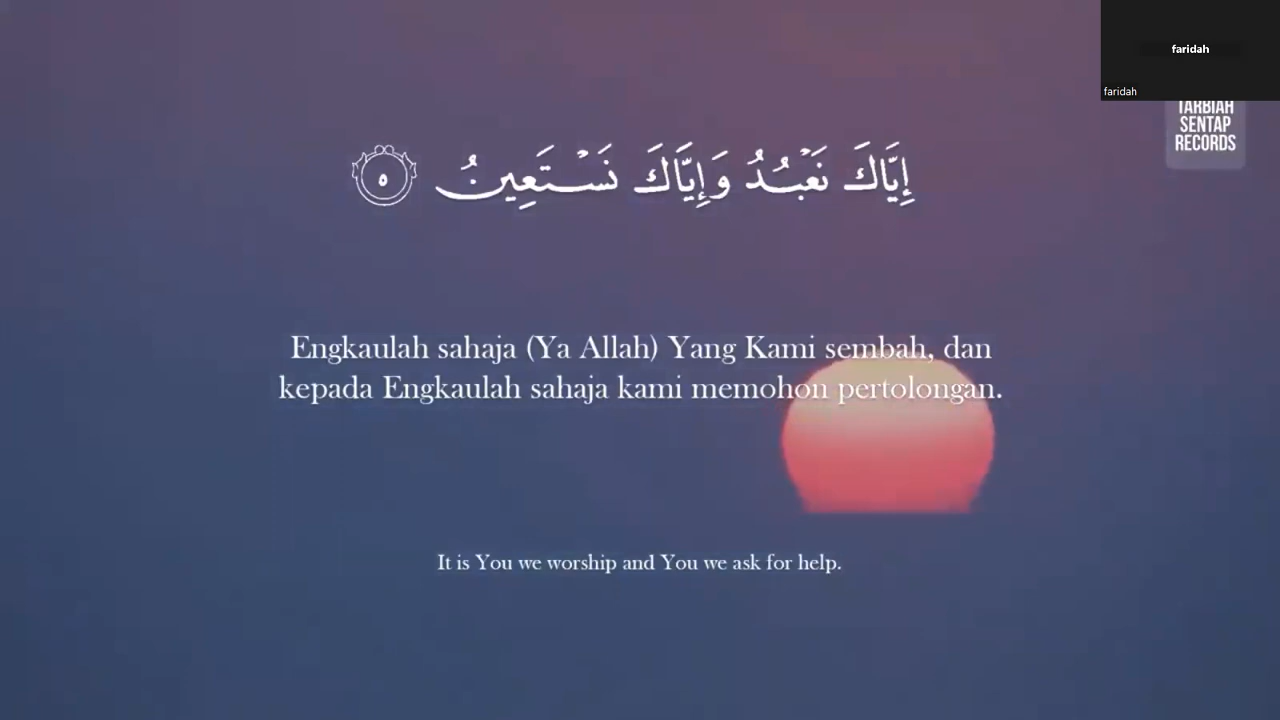 faridah
faridah
TARBIAH
SENTAP
RECORDS
إِيَّاكَ نَعْبُدُ وَإِيَّاكَ نَسْتَعِينُ ٥
Engkaulah sahaja (Ya Allah) Yang Kami sembah, dan
kepada Engkaulah sahaja kami memohon pertolongan.
It is You we worship and You we ask for help.